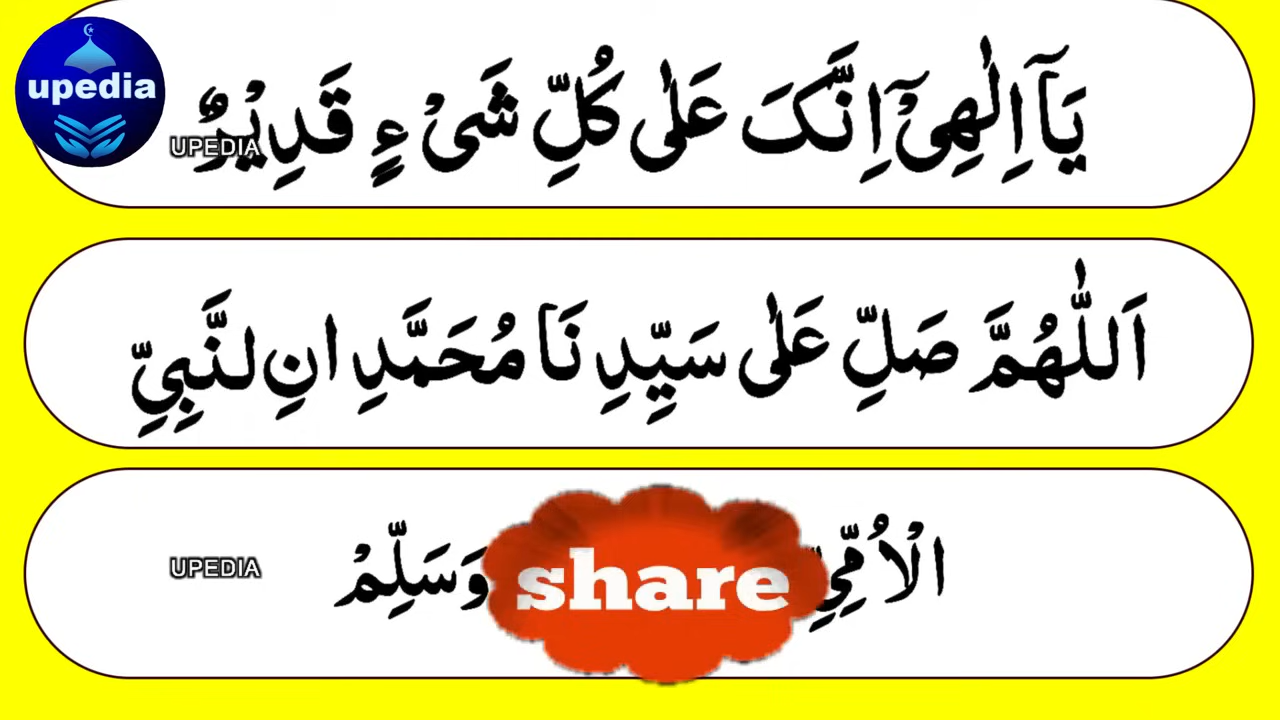 upedia
UPEDIA
يَآ اِلٰهِیْۤ اِنَّکَ عَلٰی کُلِّ شَیْءٍ قَدِیْرٌ
اَللّٰهُمَّ صَلِّ عَلٰی سَیِّدِنَا مُحَمَّدِ انِ لنَّبِیِّ
الْاُمِّیِّ وَسَلِّمْ
share
UPEDIA